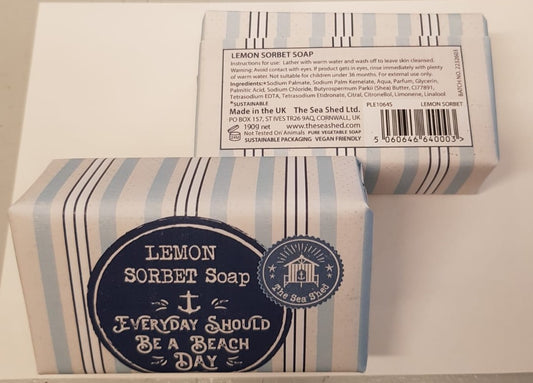 LEMON SORBET SOAP
Instructions for use: Lather with warm water and wash off to leave skin cleansed.
Warning: Avoid contact with eyes. If product gets in eyes, rinse immediately with plenty
of warm water. Not suitable for children under 36 months. For external use only.
Ingredients:*Sodium Palmate, Sodium Palm Kernelate, Aqua, Parfum, Glycerin,
Palmitic Acid, Sodium Chloride, Butyrospermum Parkii (Shea) Butter, CI77891,
Tetrasodium EDTA, Tetrasodium Etidronate, Citral, Citronellol, Limonene, Linalool.
*SUSTAINABLE
Made in the UK The Sea Shed Ltd.
PO BOX 157, ST IVES TR26 9AQ, CORNWALL, UK
190g net www.theseashed.com
Not Tested On Animals PURE VEGETABLE SOAP
SUSTAINABLE PACKAGING VEGAN FRIENDLY
PLE10645 LEMON SORBET
5 060646 640003 >
BATCH NO.
LEMON
SORBET Soap
EVERYDAY SHOULD
BE A BEACH
DAY
The Sea Shed